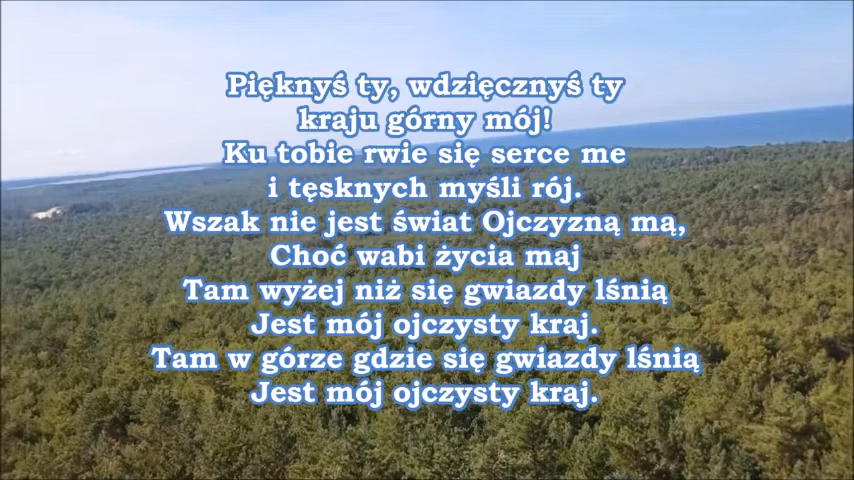 Pięknyś ty, wdzięcznyś ty
kraju górny mój!
Ku tobie rwie się serce me
i tęsknych myśli rój.
Wszak nie jest świat Ojczyzną mą,
Choć wabi życia maj
Tam wyżej niż się gwiazdy lśnią
Jest mój ojczysty kraj.
Tam w górze gdzie się gwiazdy lśnią
Jest mój ojczysty kraj.